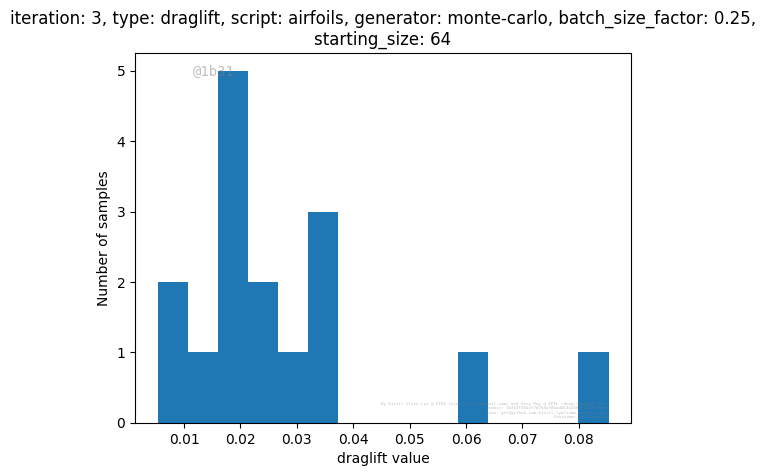 iteration: 3, type: draglift, script: airfoils, generator: monte-carlo, batch_size_factor: 0.25,
starting_size: 64
5
4
3
2
1
0
Number of samples
0.01 0.02 0.03 0.04 0.05 0.06 0.07 0.08
draglift value